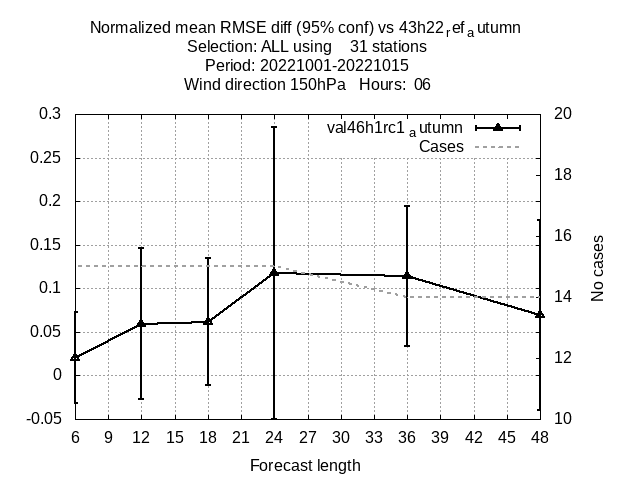 Normalized mean RMSE diff (95% conf) vs 43h22ᵣefₐutumn
Selection: ALL using    31 stations
Period: 20221001-20221015
Wind direction 150hPa   Hours:  06
val46h1rc1ₐutumn
Cases
0.3
0.25
0.2
0.15
0.1
0.05
0
-0.05
20
18
16
14
12
10
No cases
6 9 12 15 18 21 24 27 30 33 36 39 42 45 48
Forecast length